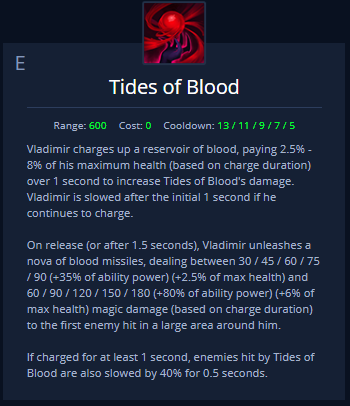 E
Tides of Blood
Range: 600 Cost: 0 Cooldown: 13 / 11 / 9 / 7 / 5
Vladimir charges up a reservoir of blood, paying 2.5% -
8% of his maximum health (based on charge duration)
over 1 second to increase Tides of Blood's damage.
Vladimir is slowed after the initial 1 second if he
continues to charge.
On release (or after 1.5 seconds), Vladimir unleashes a
nova of blood missiles, dealing between 30 / 45 / 60 / 75
/ 90 (+35% of ability power) (+2.5% of max health) and
60 / 90 / 120 / 150 / 180 (+80% of ability power) (+6% of
max health) magic damage (based on charge duration)
to the first enemy hit in a large area around him.
If charged for at least 1 second, enemies hit by Tides of
Blood are also slowed by 40% for 0.5 seconds.